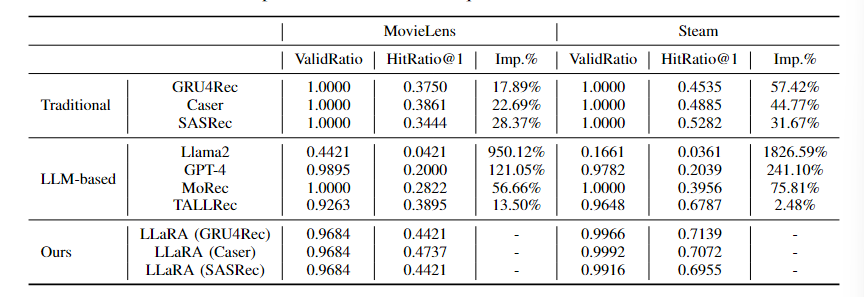 MovieLens Steam
ValidRatio HitRatio@1 Imp.% ValidRatio HitRatio@1 Imp.%
GRU4Rec 1.0000 0.3750 17.89% 1.0000 0.4535 57.42%
Traditional Caser 1.0000 0.3861 22.69% 1.0000 0.4885 44.77%
SASRec 1.0000 0.3444 28.37% 1.0000 0.5282 31.67%
Llama2 0.4421 0.0421 950.12% 0.1661 0.0361 1826.59%
LLM-based GPT-4 0.9895 0.2000 121.05% 0.9782 0.2039 241.10%
MoRec 1.0000 0.2822 56.66% 1.0000 0.3956 75.81%
TALLRec 0.9263 0.3895 13.50% 0.9648 0.6787 2.48%
LLaRA (GRU4Rec) 0.9684 0.4421 - 0.9966 0.7139 -
Ours LLaRA (Caser) 0.9684 0.4737 - 0.9992 0.7072 -
LLaRA (SASRec) 0.9684 0.4421 - 0.9916 0.6955 -